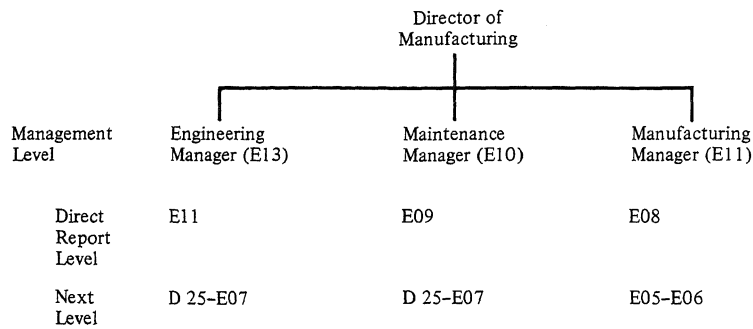 Director of
Manufacturing
Management Level
Engineering Manager (E13)
Maintenance Manager (E10)
Manufacturing Manager (E11)
Direct Report Level
E11
E09
E08
Next Level
D 25–E07
D 25–E07
E05–E06